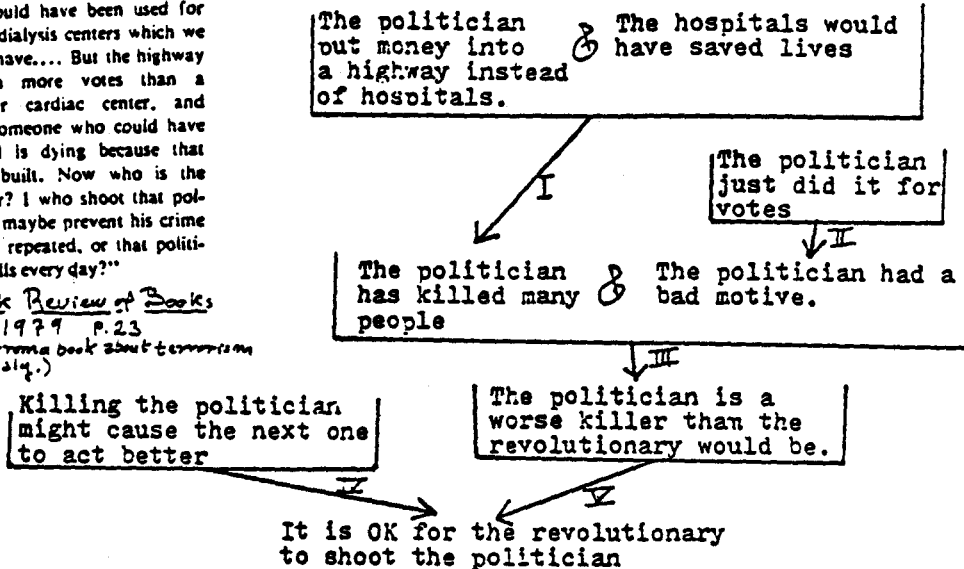 ould have been used for
dialysis centers which we
have.... But the highway
more votes than a
r cardiac center, and
omeone who could have
l is dying because that
built. Now who is the
r? I who shoot that pol-
maybe prevent his crime
repeated, or that politi-
lls every day?"
k Review of Books
1979 p.23
from a book about terrorism
aly.)
The politician
put money into
a highway instead
of hospitals.
&
The hospitals would
have saved lives
I
The politician
just did it for
votes
II
The politician
has killed many
people
&
The politician had a
bad motive.
III
Killing the politician
might cause the next one
to act better
The politician is a
worse killer than the
revolutionary would be.
IV
V
It is OK for the revolutionary
to shoot the politician